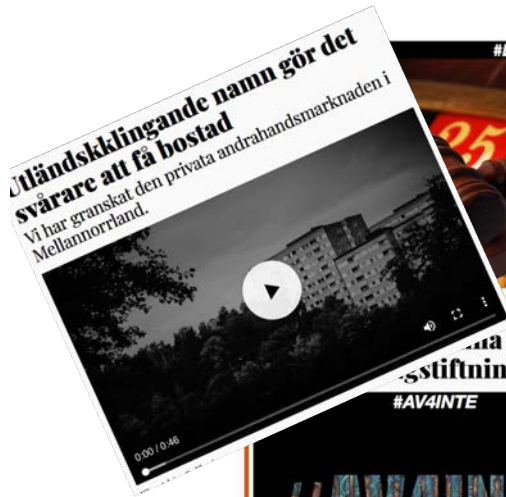 Utländskklingande namn gör det
svårare att få bostad
Vi har granskat den privata andrahandsmarknaden i
Mellannorrland.
25
0:00 / 0:46
#AV4INTE